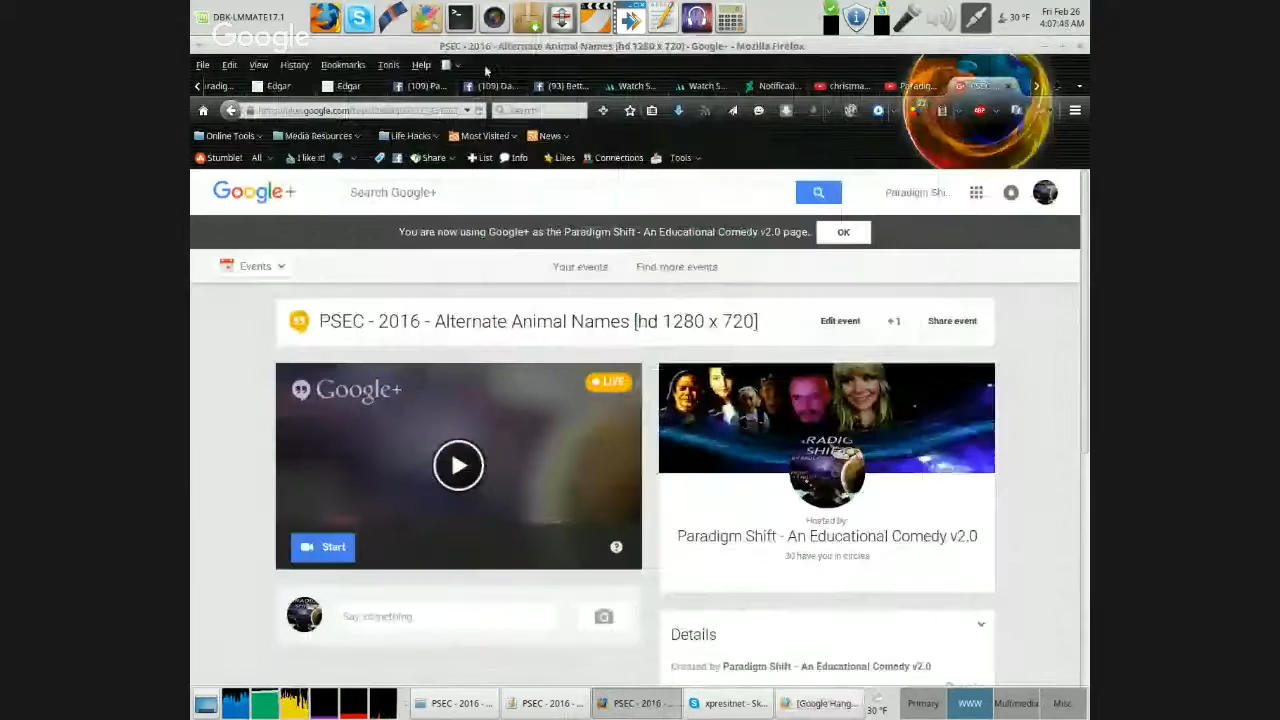 DBK-LMMATE17.1
Google
30 °F
Fri Feb 26
4:07:46 AM
PSEC - 2016 - Alternate Animal Names [hd 1280 x 720] - Google+ - Mozilla Firefox
File Edit View History Bookmarks Tools Help
Edgar
Edgar
(109) Pa...
(109) Da...
(93) Bett...
Watch S...
Watch S...
Notificati...
christma...
Paradig...
Search
Online Tools
Media Resources
Life Hacks
Most Visited
News
Stumble! All I like it! Share List Info Likes Connections Tools
Google+
Search Google+
Paradigm Shi...
You are now using Google+ as the Paradigm Shift - An Educational Comedy v2.0 page.
OK
Events
Your events
Find more events
PSEC - 2016 - Alternate Animal Names [hd 1280 x 720]
Edit event
+1
Share event
Google+
LIVE
Start
?
Hosted by:
Paradigm Shift - An Educational Comedy v2.0
30 have you in circles
Say something
Details
Created by Paradigm Shift - An Educational Comedy v2.0
PSEC - 2016 - ...
PSEC - 2016 - ...
PSEC - 2016 - ...
xpresitnet - Sk...
[Google Hang...
30 °F
Primary
WWW
Multimedia
Misc